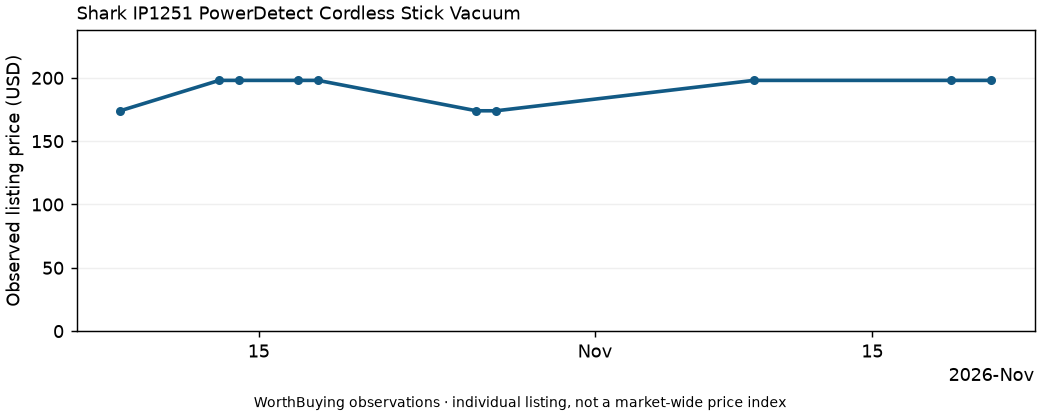 Shark IP1251 PowerDetect Cordless Stick Vacuum
Observed listing price (USD)
200
150
100
50
0
15
Nov
15
2026-Nov
WorthBuying observations · individual listing, not a market-wide price index